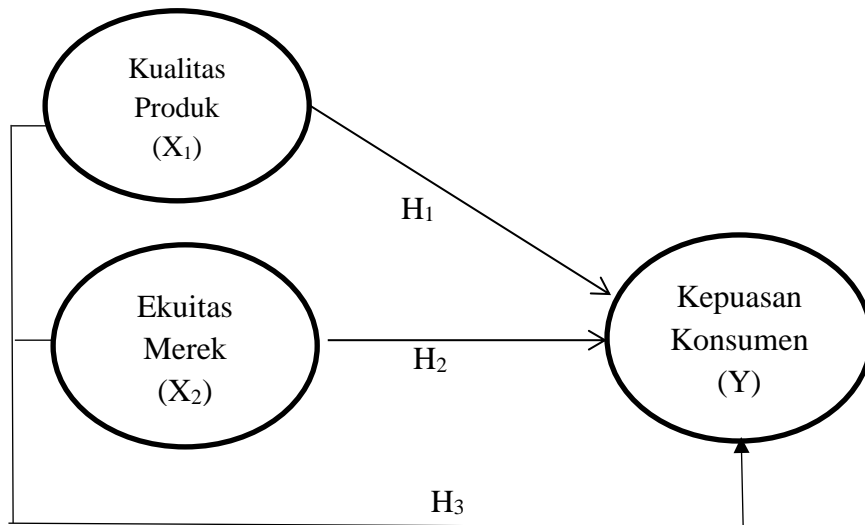 Kualitas
Produk
(X₁)
H₁
Ekuitas
Merek
(X₂)
H₂
Kepuasan
Konsumen
(Y)
H₃